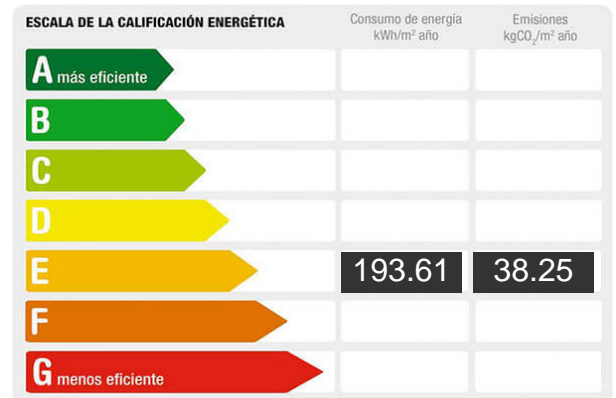 ESCALA DE LA CALIFICACIÓN ENERGÉTICA
Consumo de energía
kWh/m² año
Emisiones
kgCO₂/m² año
A más eficiente
B
C
D
E 193.61 38.25
F
G menos eficiente